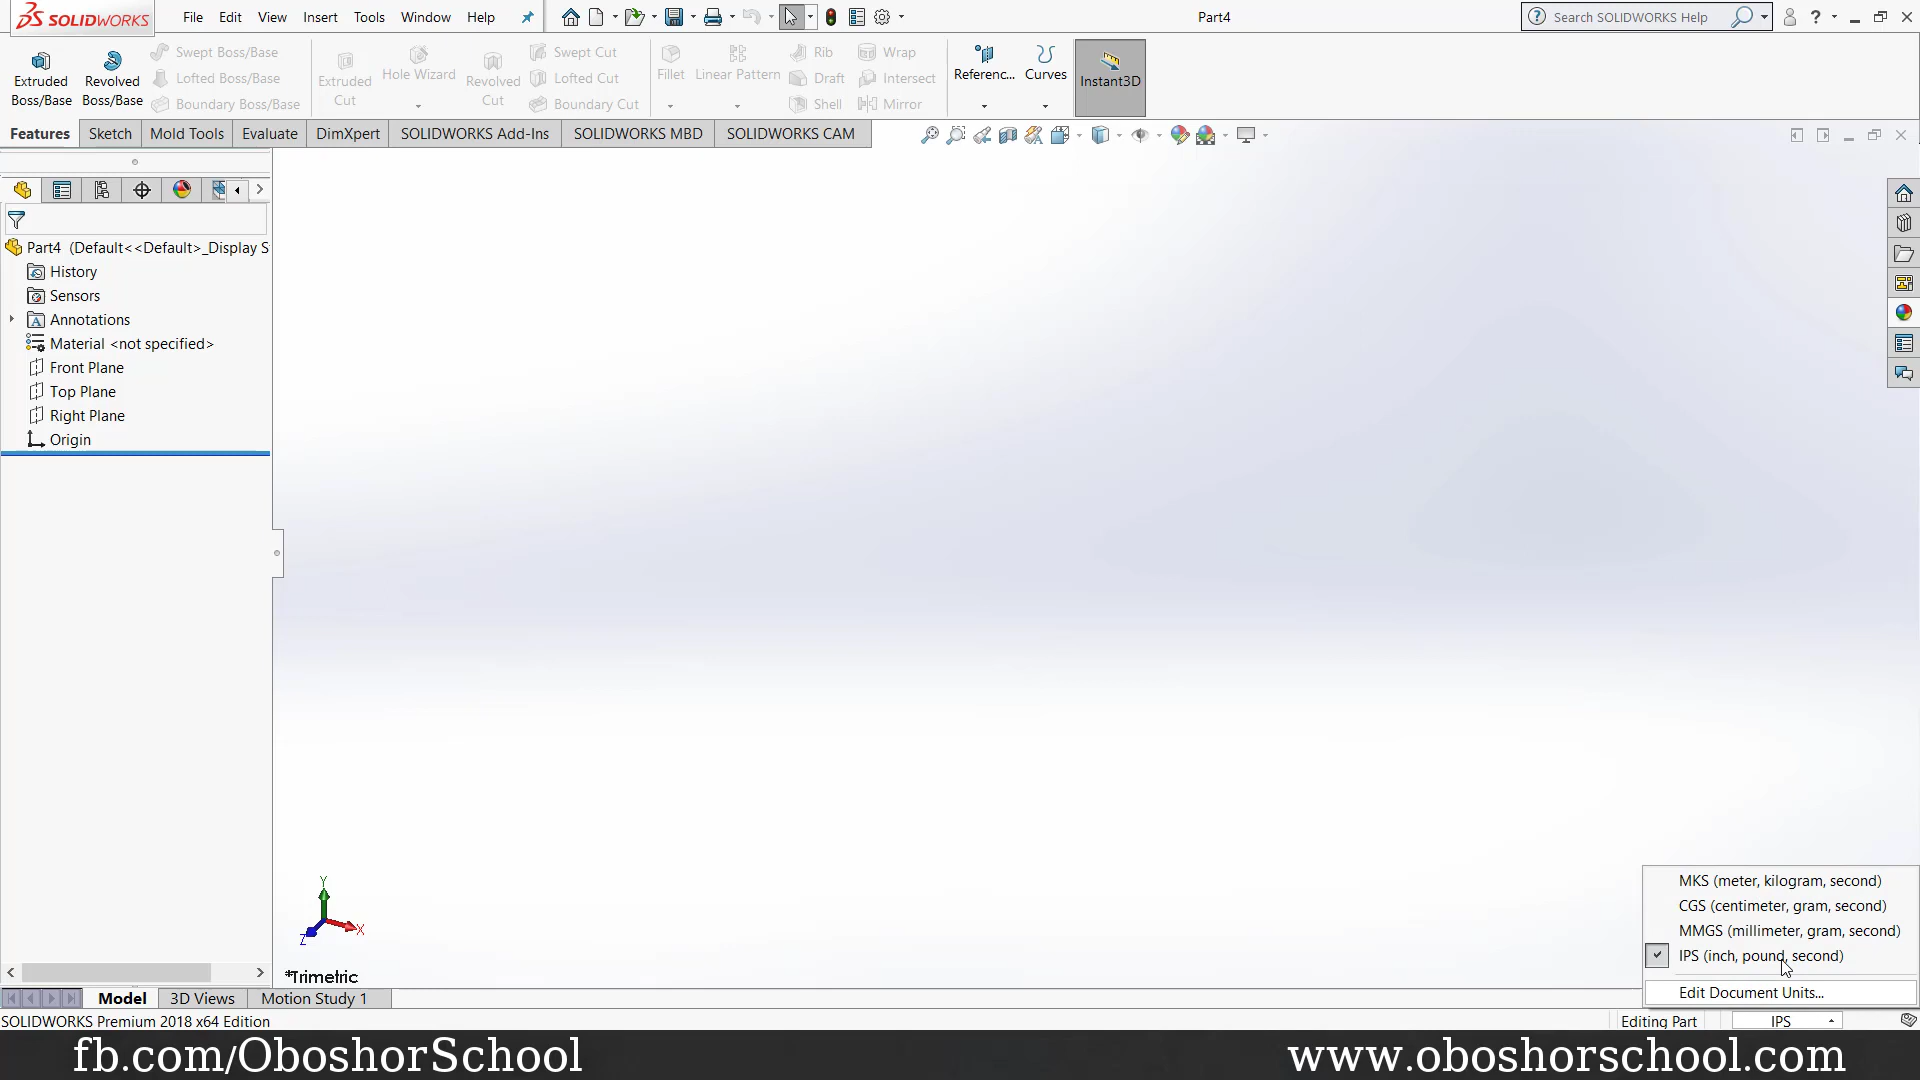 SOLIDWORKS File Edit View Insert Tools Window Help Part4 Search SOLIDWORKS Help
Extruded Boss/Base
Revolved Boss/Base
Swept Boss/Base
Lofted Boss/Base
Boundary Boss/Base
Extruded Cut
Hole Wizard
Revolved Cut
Swept Cut
Lofted Cut
Boundary Cut
Fillet
Linear Pattern
Rib
Draft
Shell
Wrap
Intersect
Mirror
Referenc...
Curves
Instant3D
Features Sketch Mold Tools Evaluate DimXpert SOLIDWORKS Add-Ins SOLIDWORKS MBD SOLIDWORKS CAM
Part4 (Default<<Default>_Display S
History
Sensors
Annotations
Material <not specified>
Front Plane
Top Plane
Right Plane
Origin
Y
X
Z
*Trimetric
MKS (meter, kilogram, second)
CGS (centimeter, gram, second)
MMGS (millimeter, gram, second)
IPS (inch, pound, second)
Edit Document Units...
Model 3D Views Motion Study 1
SOLIDWORKS Premium 2018 x64 Edition Editing Part IPS
fb.com/OboshorSchool www.oboshorschool.com